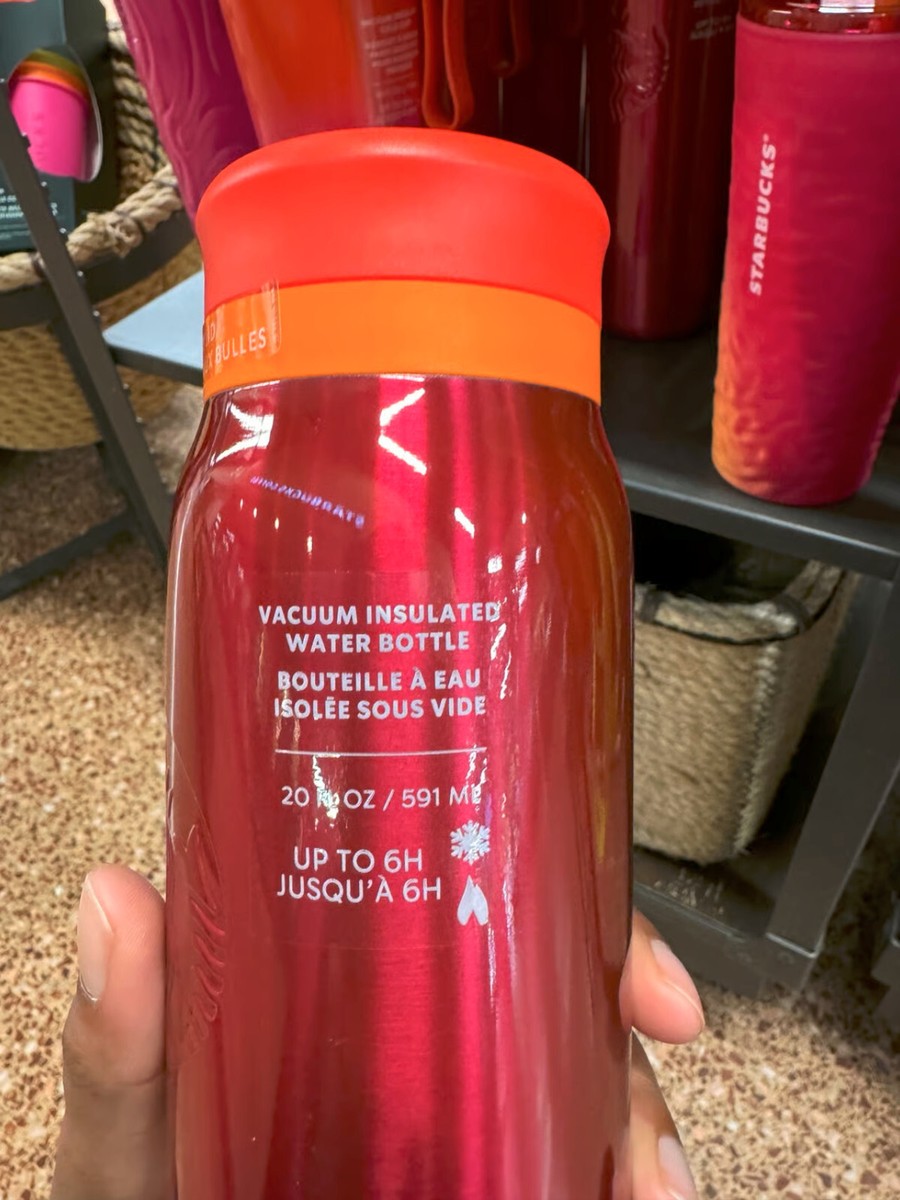 STARBUCKS
BULLES
VACUUM INSULATED
WATER BOTTLE
BOUTEILLE À EAU
ISOLÉE SOUS VIDE
20 FL OZ / 591 ML
UP TO 6H
JUSQU'À 6H